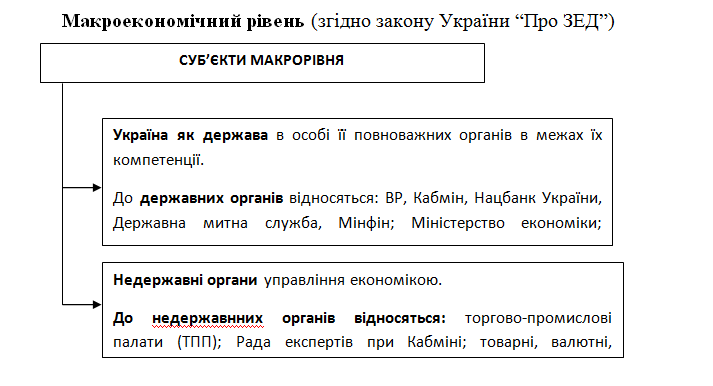 Макроекономічний рівень (згідно закону України “Про ЗЕД”)
СУБ’ЄКТИ МАКРОРІВНЯ
Україна як держава в особі її повноважних органів в межах їх
компетенції.
До державних органів відносяться: ВР, Кабмін, Нацбанк України,
Державна митна служба, Мінфін; Міністерство економіки;
Недержавні органи управління економікою.
До недержавнних органів відносяться: торгово-промислові
палати (ТПП); Рада експертів при Кабміні; товарні, валютні,